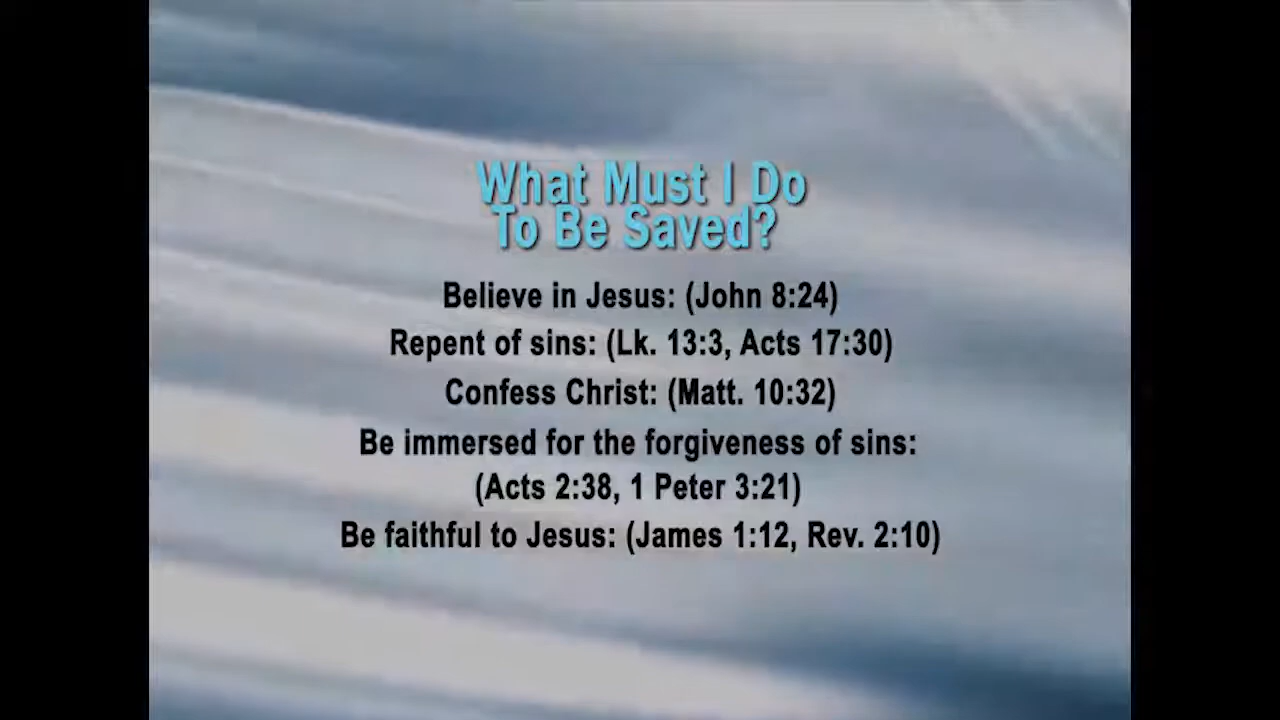 What Must I Do
To Be Saved?
Believe in Jesus: (John 8:24)
Repent of sins: (Lk. 13:3, Acts 17:30)
Confess Christ: (Matt. 10:32)
Be immersed for the forgiveness of sins:
(Acts 2:38, 1 Peter 3:21)
Be faithful to Jesus: (James 1:12, Rev. 2:10)